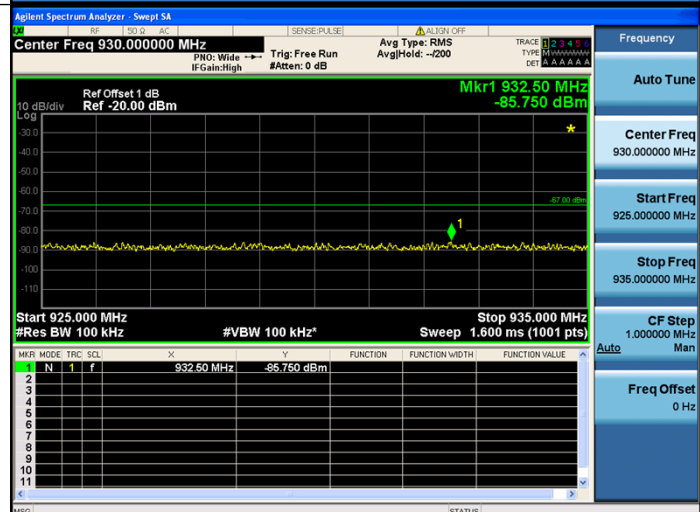 Agilent Spectrum Analyzer - Swept SA
LXI RF 50 Ω AC SENSE:PULSE ALIGN OFF
Center Freq 930.000000 MHz
PNO: Wide
IFGain:High
Trig: Free Run
#Atten: 0 dB
Avg Type: RMS
Avg|Hold: --/200
TRACE 1 2 3 4 5 6
TYPE M
DET A A A A A A
Frequency
Auto Tune
Center Freq
930.000000 MHz
Start Freq
925.000000 MHz
Stop Freq
935.000000 MHz
CF Step
1.000000 MHz
Auto Man
Freq Offset
0 Hz
Mkr1 932.50 MHz
-85.750 dBm
Ref Offset 1 dB
10 dB/div Ref -20.00 dBm
Log
-30.0
-40.0
-50.0
-60.0
-67.00 dBm
-70.0
1
-80.0
-90.0
-100
-110
Start 925.000 MHz Stop 935.000 MHz
#Res BW 100 kHz #VBW 100 kHz* Sweep 1.600 ms (1001 pts)
MKR MODE TRC SCL X Y FUNCTION FUNCTION WIDTH FUNCTION VALUE
1 N 1 f 932.50 MHz -85.750 dBm
2
3
4
5
6
7
8
9
10
11
MSG STATUS